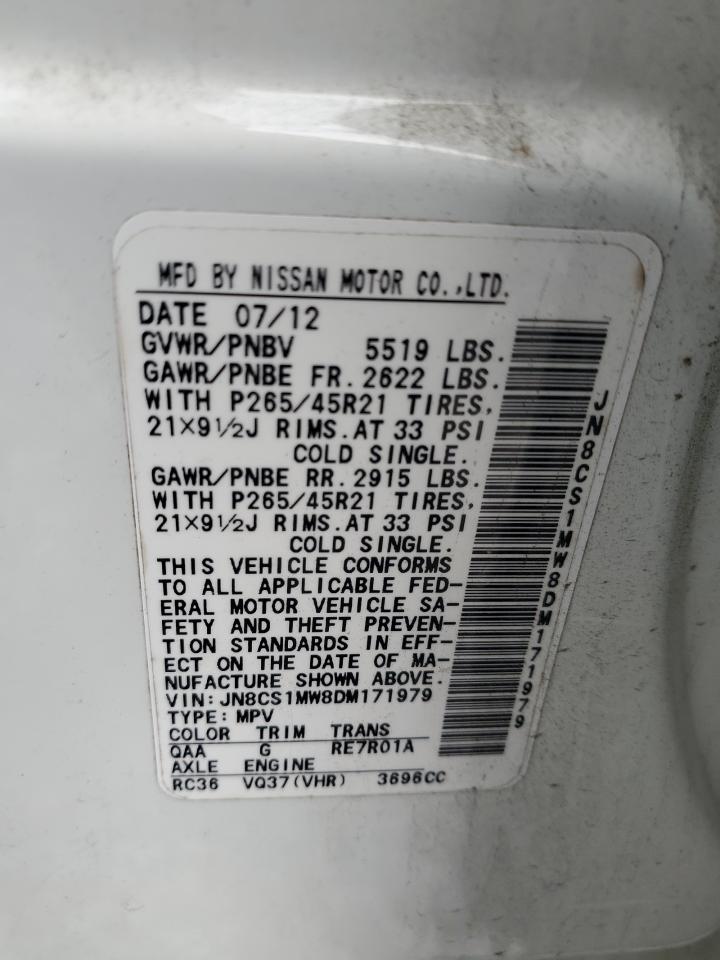 MFD BY NISSAN MOTOR CO.,LTD.
DATE 07/12
GVWR/PNBV 5519 LBS.
GAWR/PNBE FR. 2622 LBS.
WITH P265/45R21 TIRES,
21×9½J RIMS.AT 33 PSI
COLD SINGLE.
GAWR/PNBE RR. 2915 LBS.
WITH P265/45R21 TIRES,
21×9½J RIMS.AT 33 PSI
COLD SINGLE.
THIS VEHICLE CONFORMS
TO ALL APPLICABLE FED-
ERAL MOTOR VEHICLE SA-
FETY AND THEFT PREVEN-
TION STANDARDS IN EFF-
ECT ON THE DATE OF MA-
NUFACTURE SHOWN ABOVE.
VIN:JN8CS1MW8DM171979
TYPE:MPV
COLOR TRIM TRANS
QAA G RE7R01A
AXLE ENGINE
RC36 VQ37(VHR) 3696CC
JN8CS1MW8DM171979